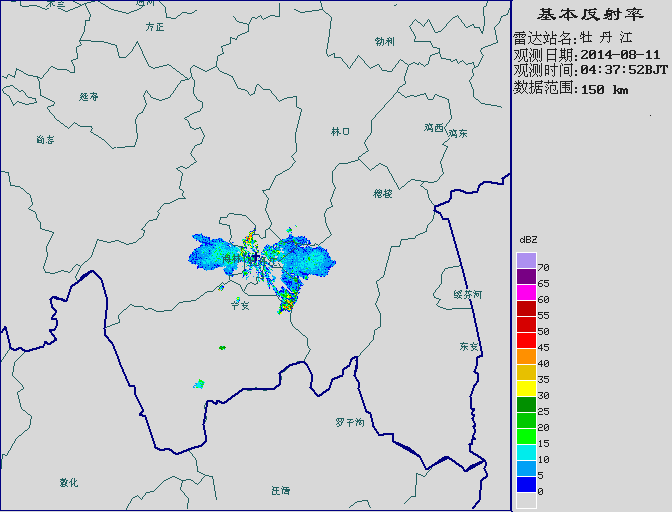 基本反射率
雷达站名:牡 丹 江
观测日期:2014-08-11
观测时间:04:37:52BJT
数据范围:150 km
方正
勃利
延寿
林口
鸡西
鸡东
尚志
穆棱
绥芬河
宁安
东安
罗子沟
敦化
汪清
dBZ
70
65
60
55
50
45
40
35
30
25
20
15
10
5
0